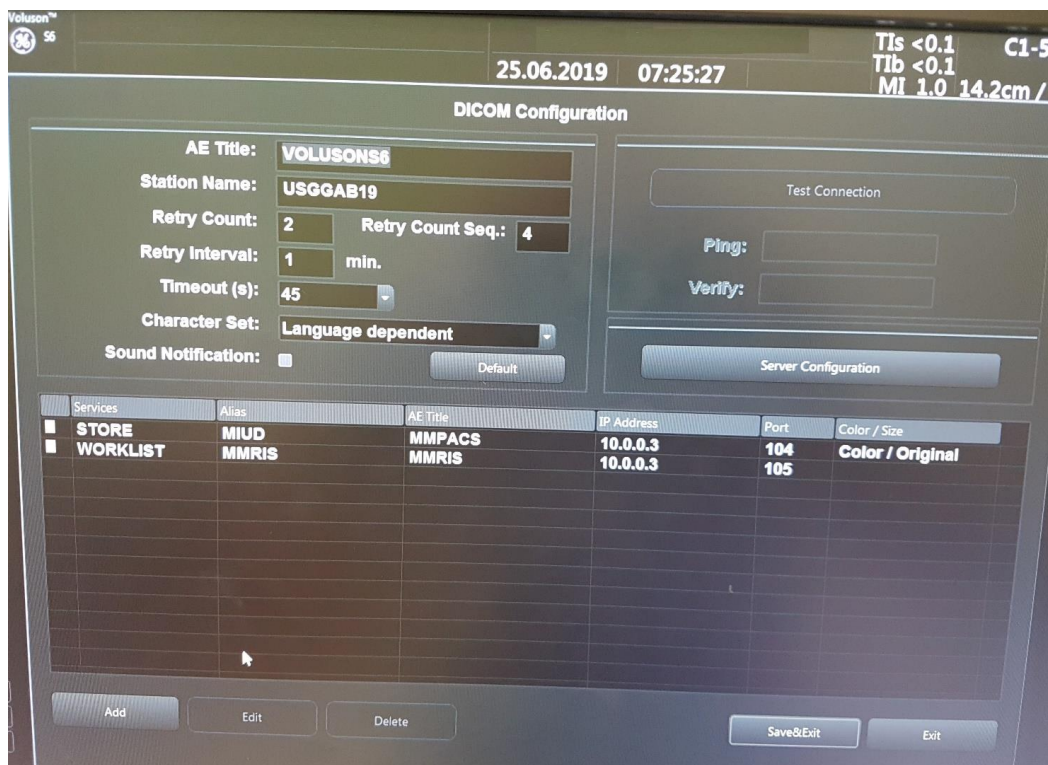 Voluson™
S6
TIs <0.1 C1-5
25.06.2019 07:25:27 TIb <0.1
MI 1.0 14.2cm /
DICOM Configuration
AE Title: VOLUSONS6
Station Name: USGGAB19
Test Connection
Retry Count: 2 Retry Count Seq.: 4
Ping:
Retry Interval: 1 min.
Timeout (s): 45
Verify:
Character Set: Language dependent
Sound Notification:
Default
Server Configuration
Services Alias AE Title IP Address Port Color / Size
STORE MIUD MMPACS 10.0.0.3 104 Color / Original
WORKLIST MMRIS MMRIS 10.0.0.3 105
Add Edit Delete Save&Exit Exit